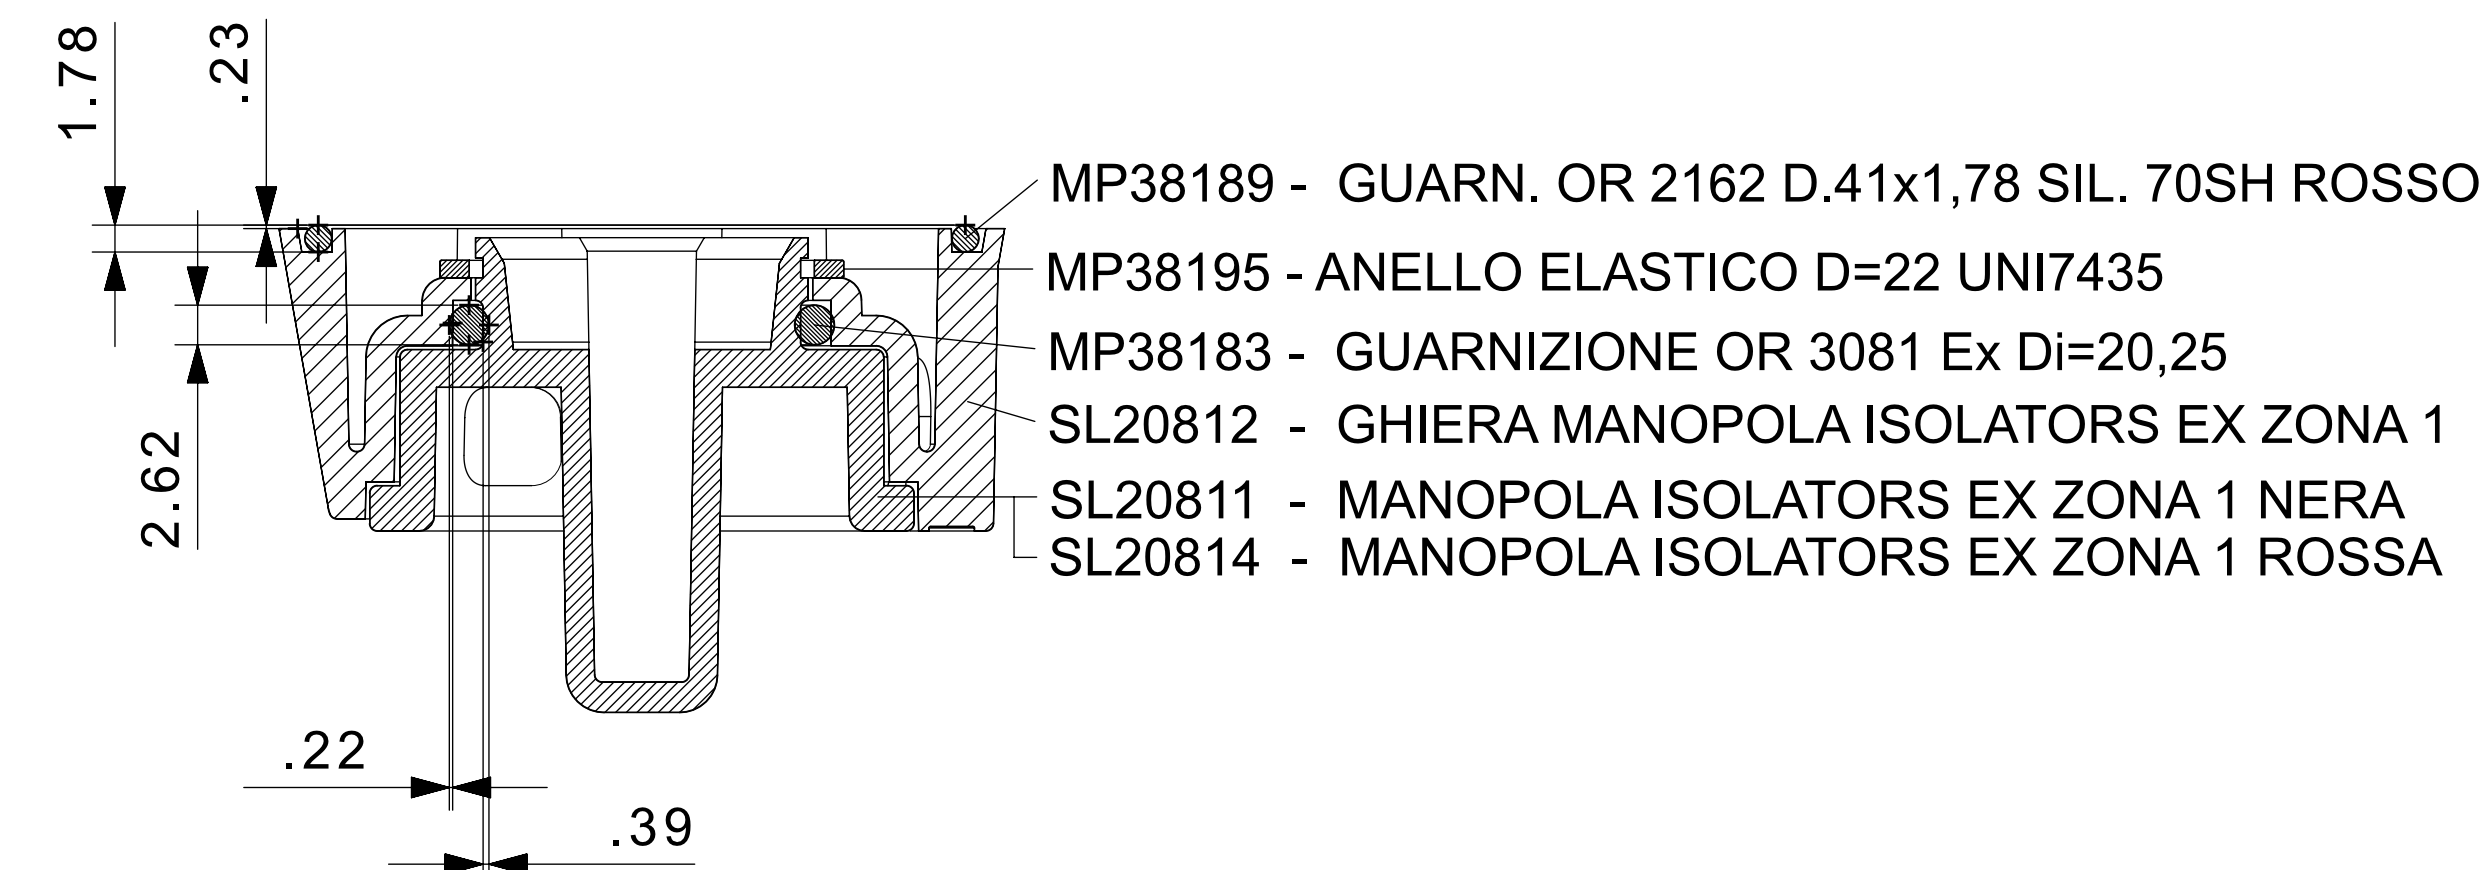 1.78
.23
MP38189 - GUARN. OR 2162 D.41x1,78 SIL. 70SH ROSSO
MP38195 - ANELLO ELASTICO D=22 UNI7435
MP38183 - GUARNIZIONE OR 3081 Ex Di=20,25
SL20812 - GHIERA MANOPOLA ISOLATORS EX ZONA 1
2.62
SL20811 - MANOPOLA ISOLATORS EX ZONA 1 NERA
SL20814 - MANOPOLA ISOLATORS EX ZONA 1 ROSSA
.22
.39